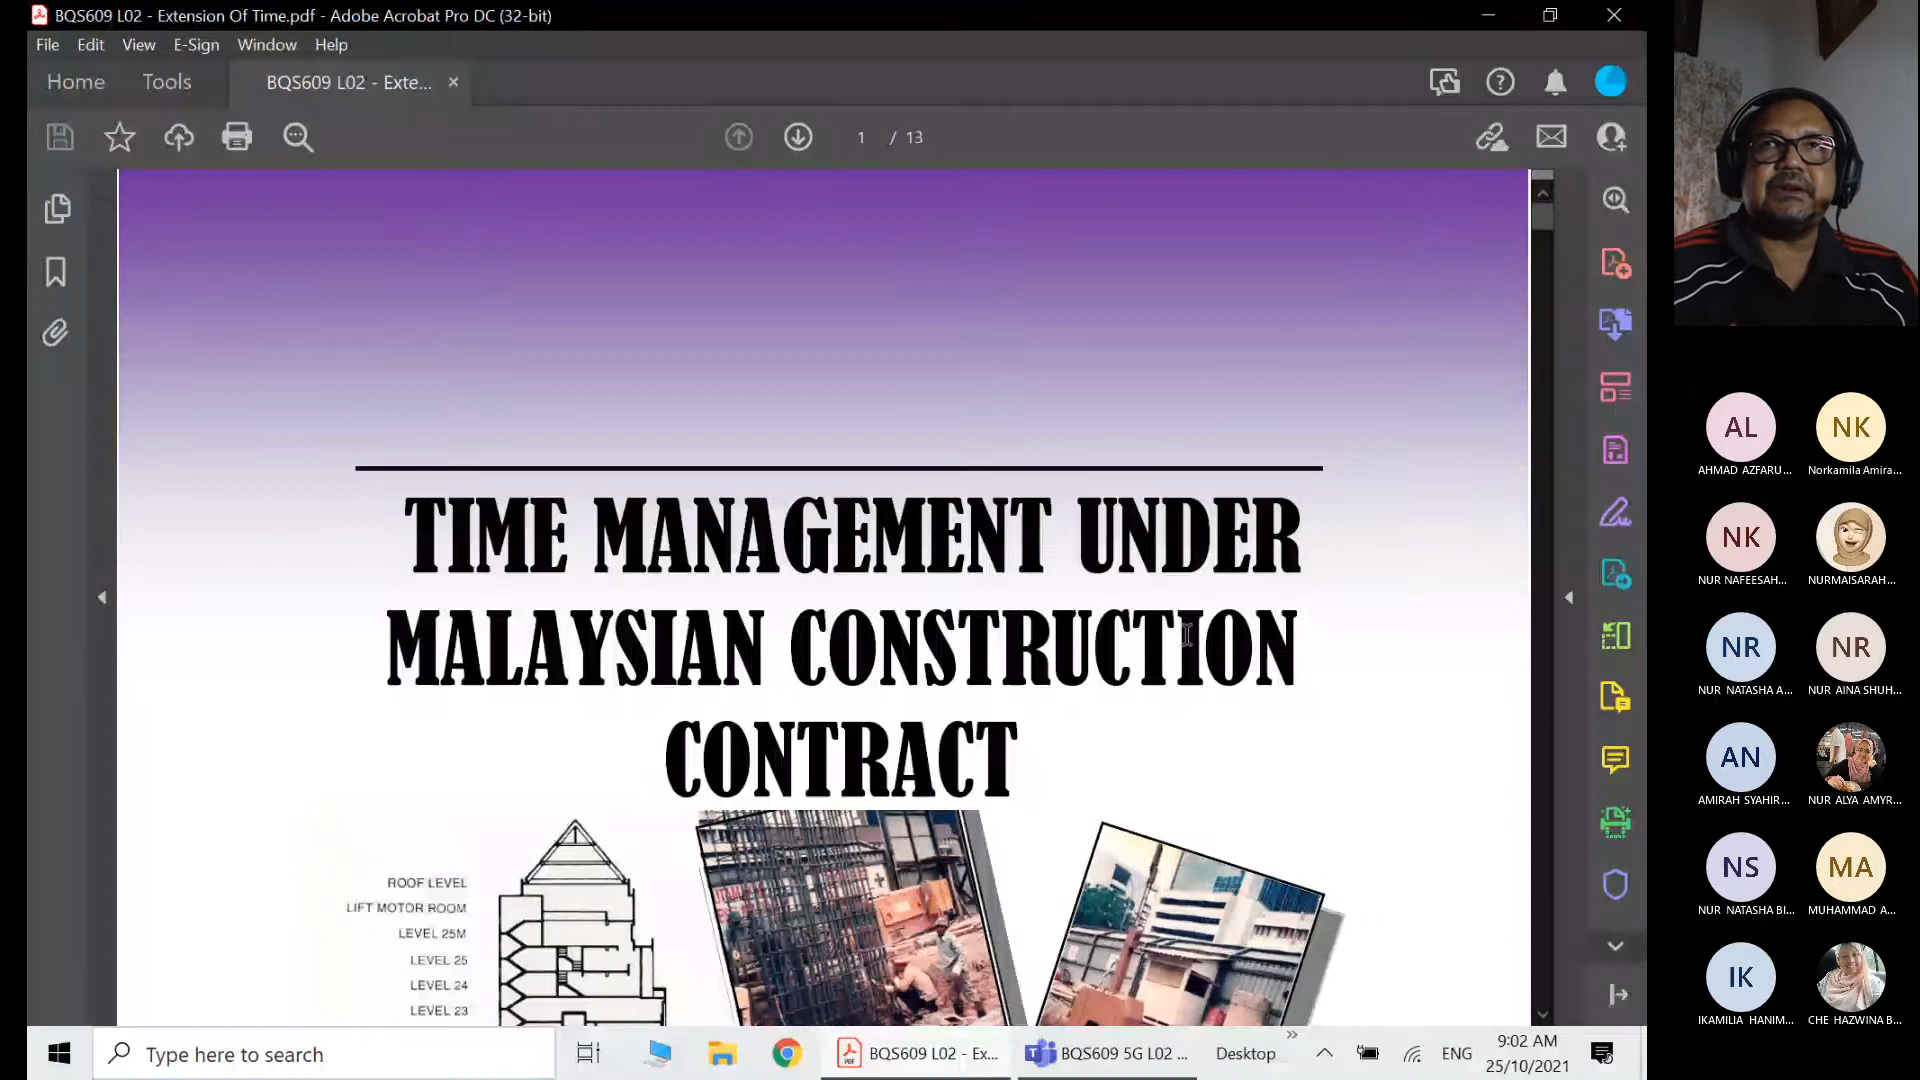 BQS609 L02 - Extension Of Time.pdf - Adobe Acrobat Pro DC (32-bit)
File Edit View E-Sign Window Help
Home Tools BQS609 L02 - Exte... ×
1 / 13
TIME MANAGEMENT UNDER
MALAYSIAN CONSTRUCTION
CONTRACT
ROOF LEVEL
LIFT MOTOR ROOM
LEVEL 25M
LEVEL 25
LEVEL 24
LEVEL 23
AL NK
AHMAD AZFARU... Norkamila Amira...
NK
NUR NAFEESAH... NURMAISARAH...
NR NR
NUR NATASHA A... NUR AINA SHUH...
AN
AMIRAH SYAHIR... NUR ALYA AMYR...
NS MA
NUR NATASHA BI... MUHAMMAD A...
IK
IKAMILIA HANIM... CHE HAZWINA B...
Type here to search
BQS609 L02 - Ex...
BQS609 5G L02 ...
Desktop
ENG
9:02 AM
25/10/2021